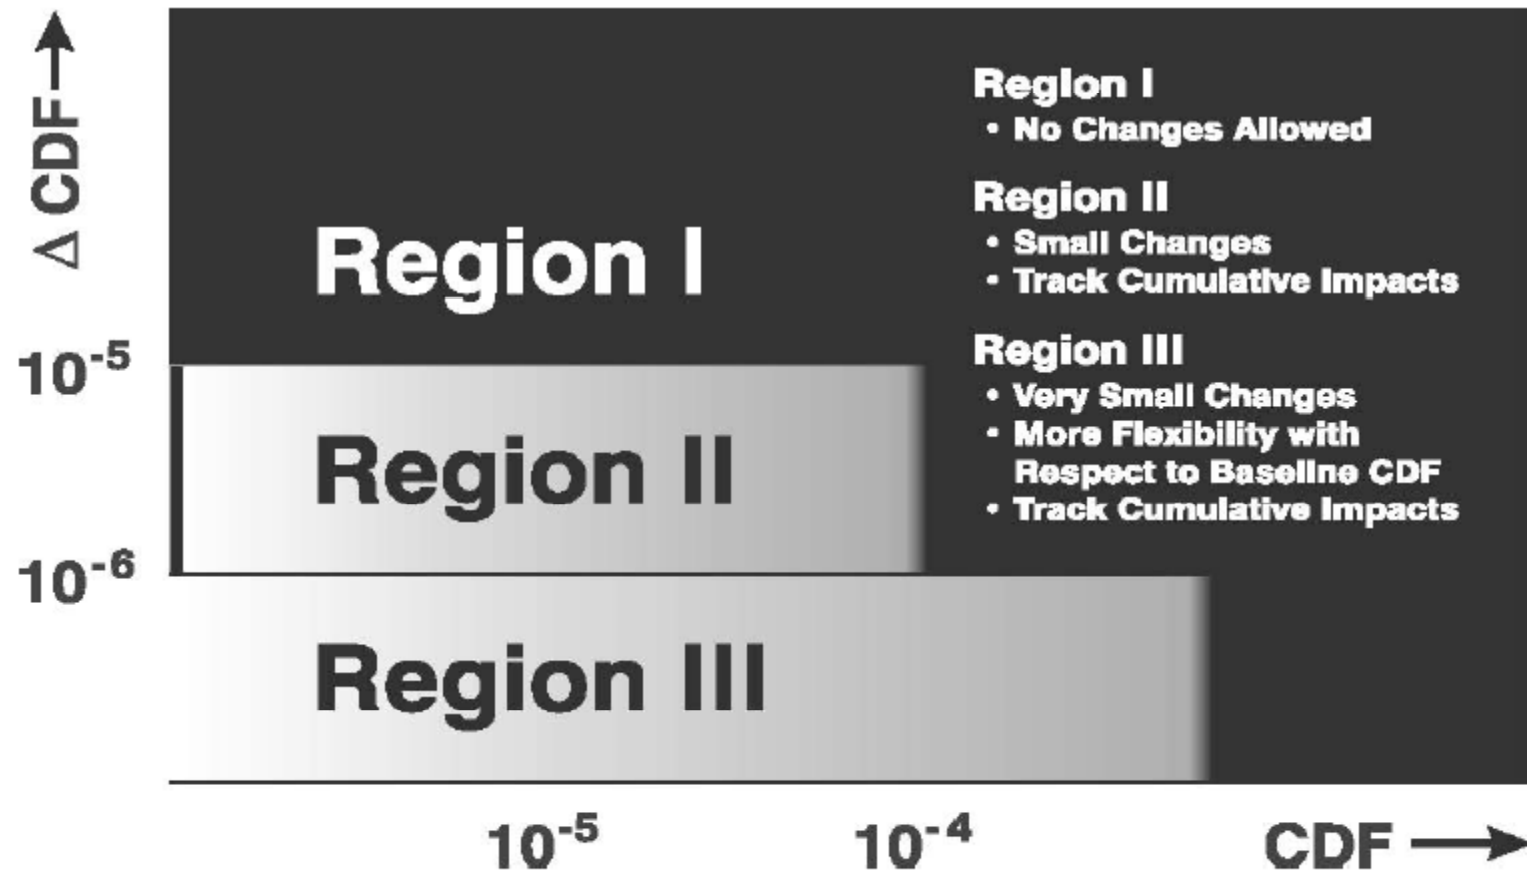 Δ CDF→
Region I
• No Changes Allowed
Region II
• Small Changes
• Track Cumulative Impacts
Region III
• Very Small Changes
• More Flexibility with
Respect to Baseline CDF
• Track Cumulative Impacts
Region I
10⁻⁵
Region II
10⁻⁶
Region III
10⁻⁵
10⁻⁴
CDF →